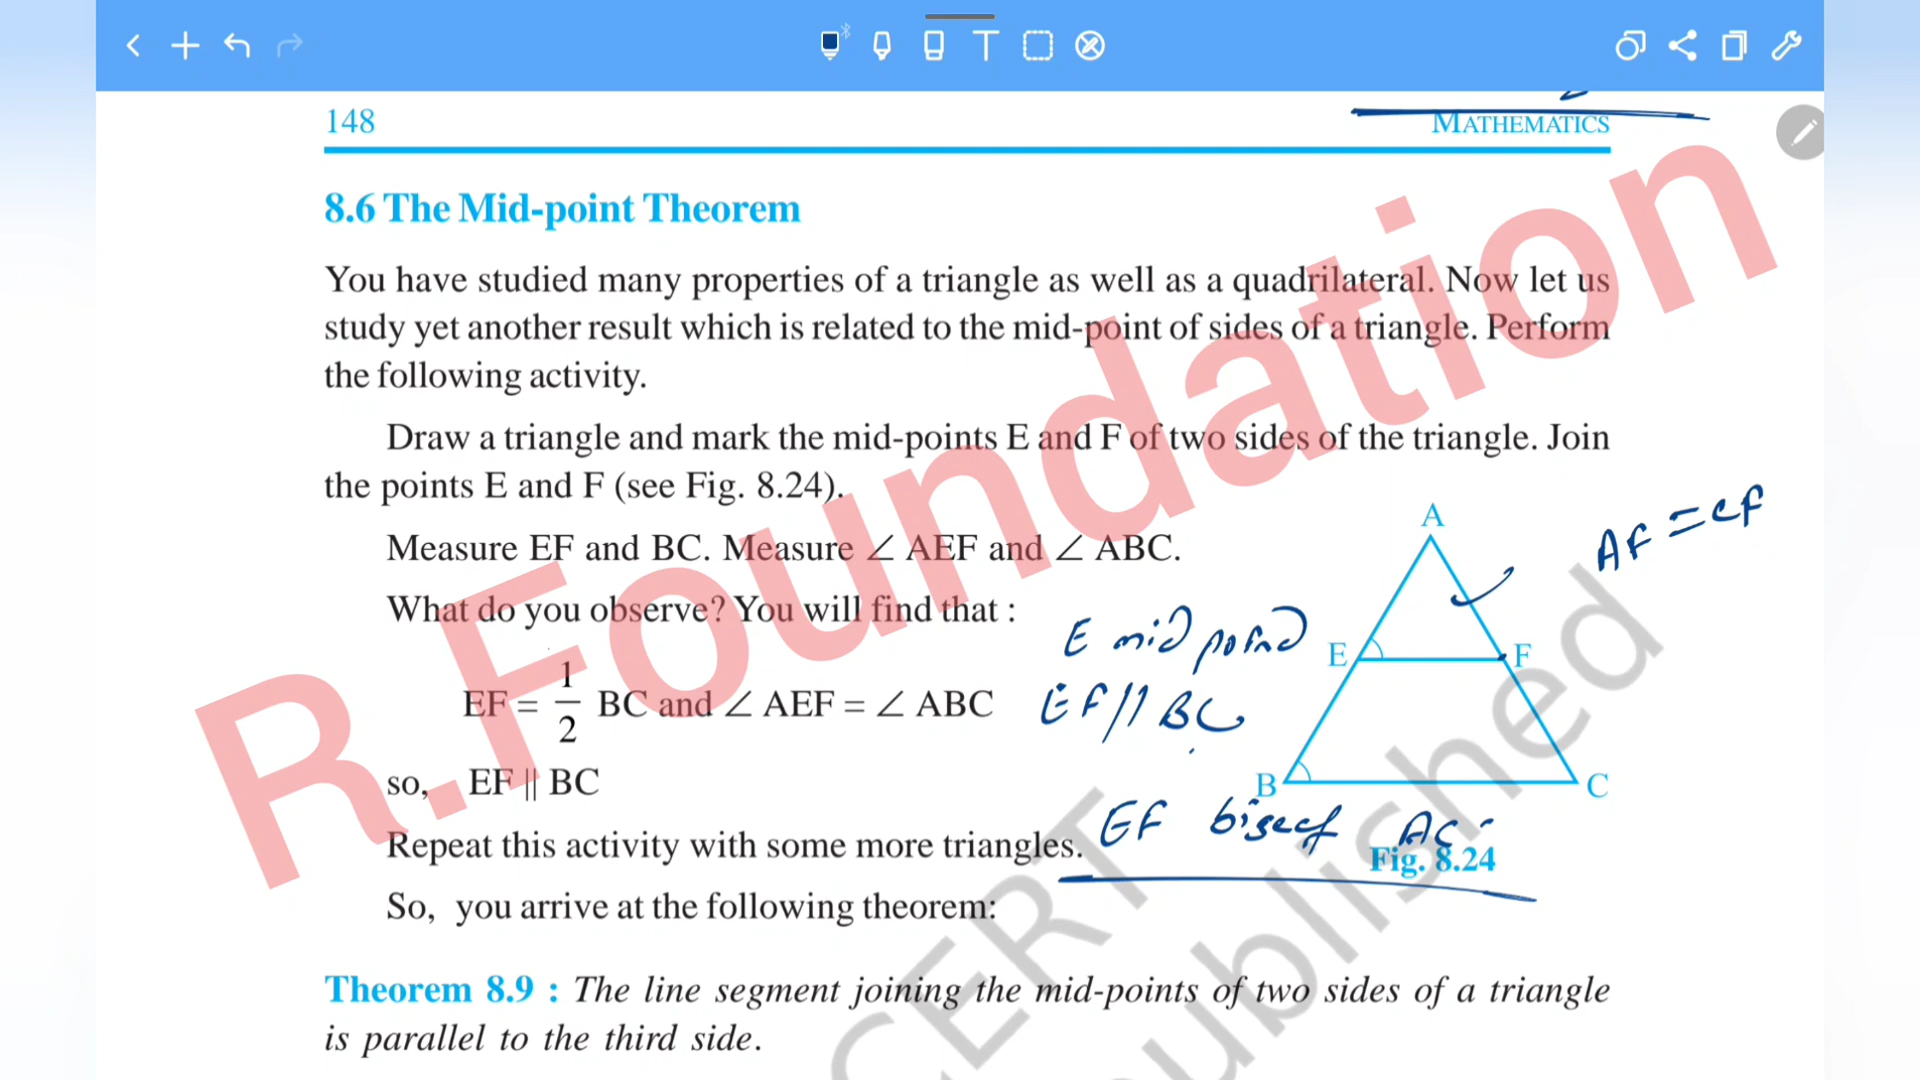 148
MATHEMATICS
8.6 The Mid-point Theorem
You have studied many properties of a triangle as well as a quadrilateral. Now let us
study yet another result which is related to the mid-point of sides of a triangle. Perform
the following activity.
Draw a triangle and mark the mid-points E and F of two sides of the triangle. Join
the points E and F (see Fig. 8.24).
Measure EF and BC. Measure ∠ AEF and ∠ ABC.
What do you observe? You will find that :
EF = 1/2 BC and ∠ AEF = ∠ ABC
so, EF || BC
Repeat this activity with some more triangles.
So, you arrive at the following theorem:
A
E
F
B
C
Fig. 8.24
AF = CF
E mid point
EF // BC
EF bisect AC
Theorem 8.9 : The line segment joining the mid-points of two sides of a triangle
is parallel to the third side.
R.Foundation